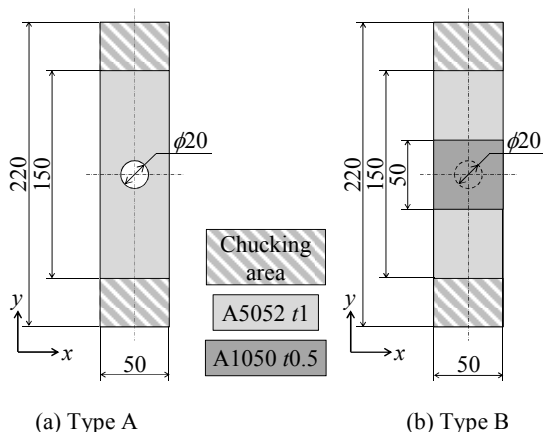 220
150
ϕ20
y
x
50
Chucking
area
A5052 t1
A1050 t0.5
220
150
50
ϕ20
y
x
50
(a) Type A
(b) Type B